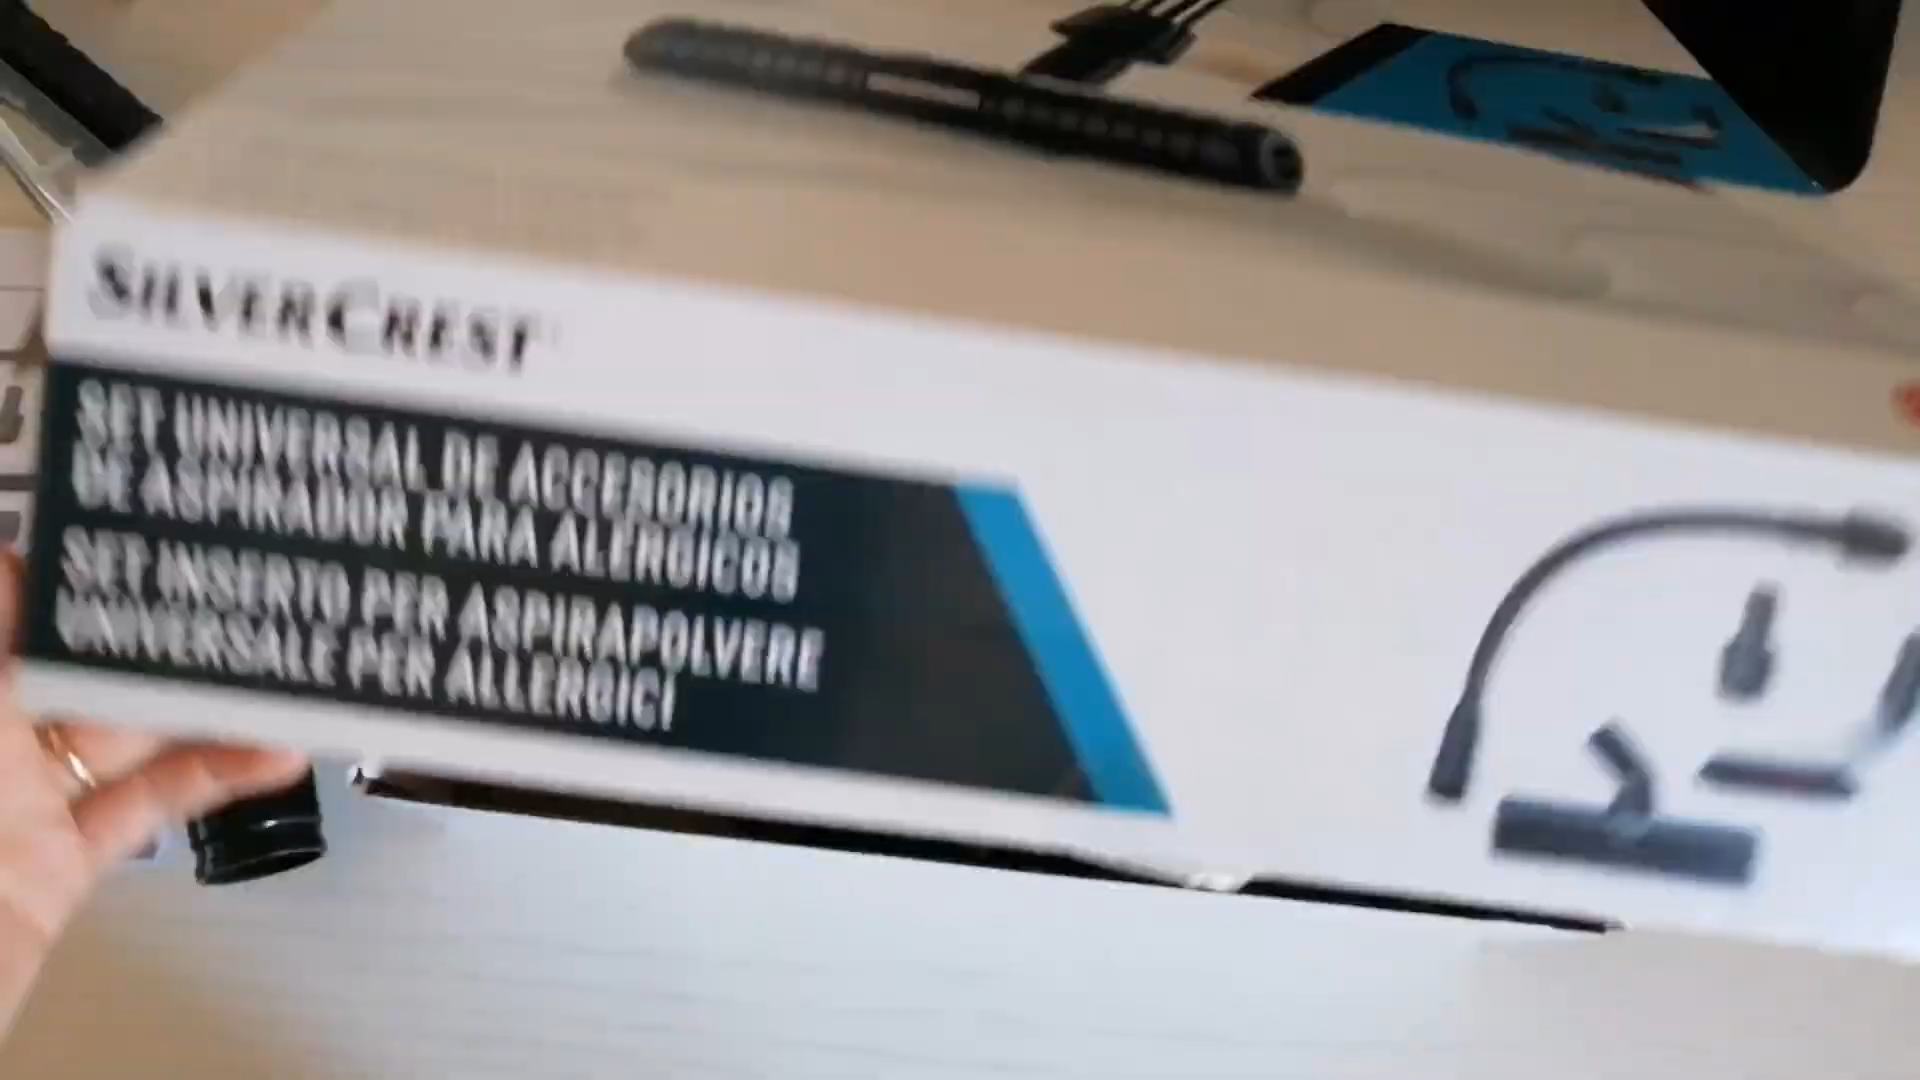 SILVERCREST
SET UNIVERSAL DE ACCESORIOS
DE ASPIRADOR PARA ALÉRGICOS
SET INSERTO PER ASPIRAPOLVERE
UNIVERSALE PER ALLERGICI